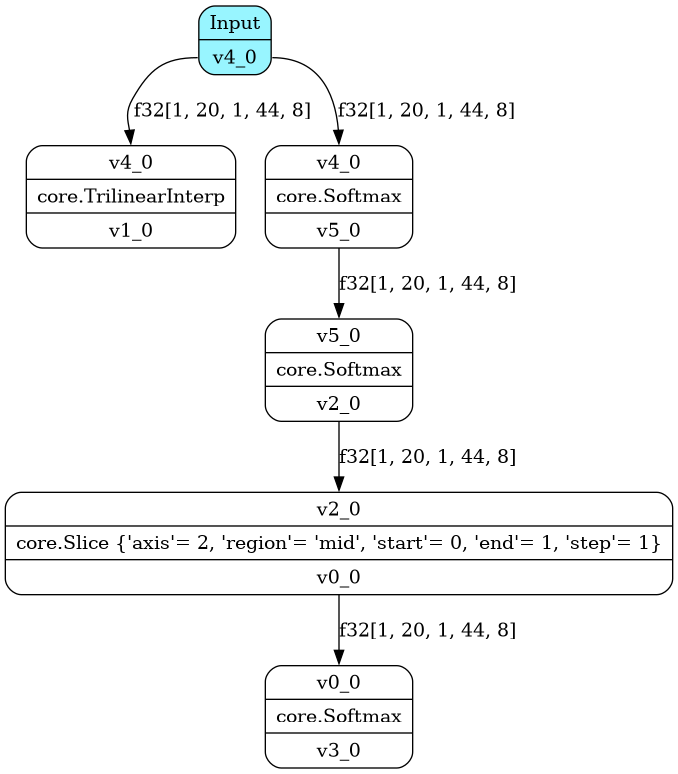 Input
v4_0
f32[1, 20, 1, 44, 8]
f32[1, 20, 1, 44, 8]
v4_0
core.TrilinearInterp
v1_0
v4_0
core.Softmax
v5_0
f32[1, 20, 1, 44, 8]
v5_0
core.Softmax
v2_0
f32[1, 20, 1, 44, 8]
v2_0
core.Slice {'axis'= 2, 'region'= 'mid', 'start'= 0, 'end'= 1, 'step'= 1}
v0_0
f32[1, 20, 1, 44, 8]
v0_0
core.Softmax
v3_0